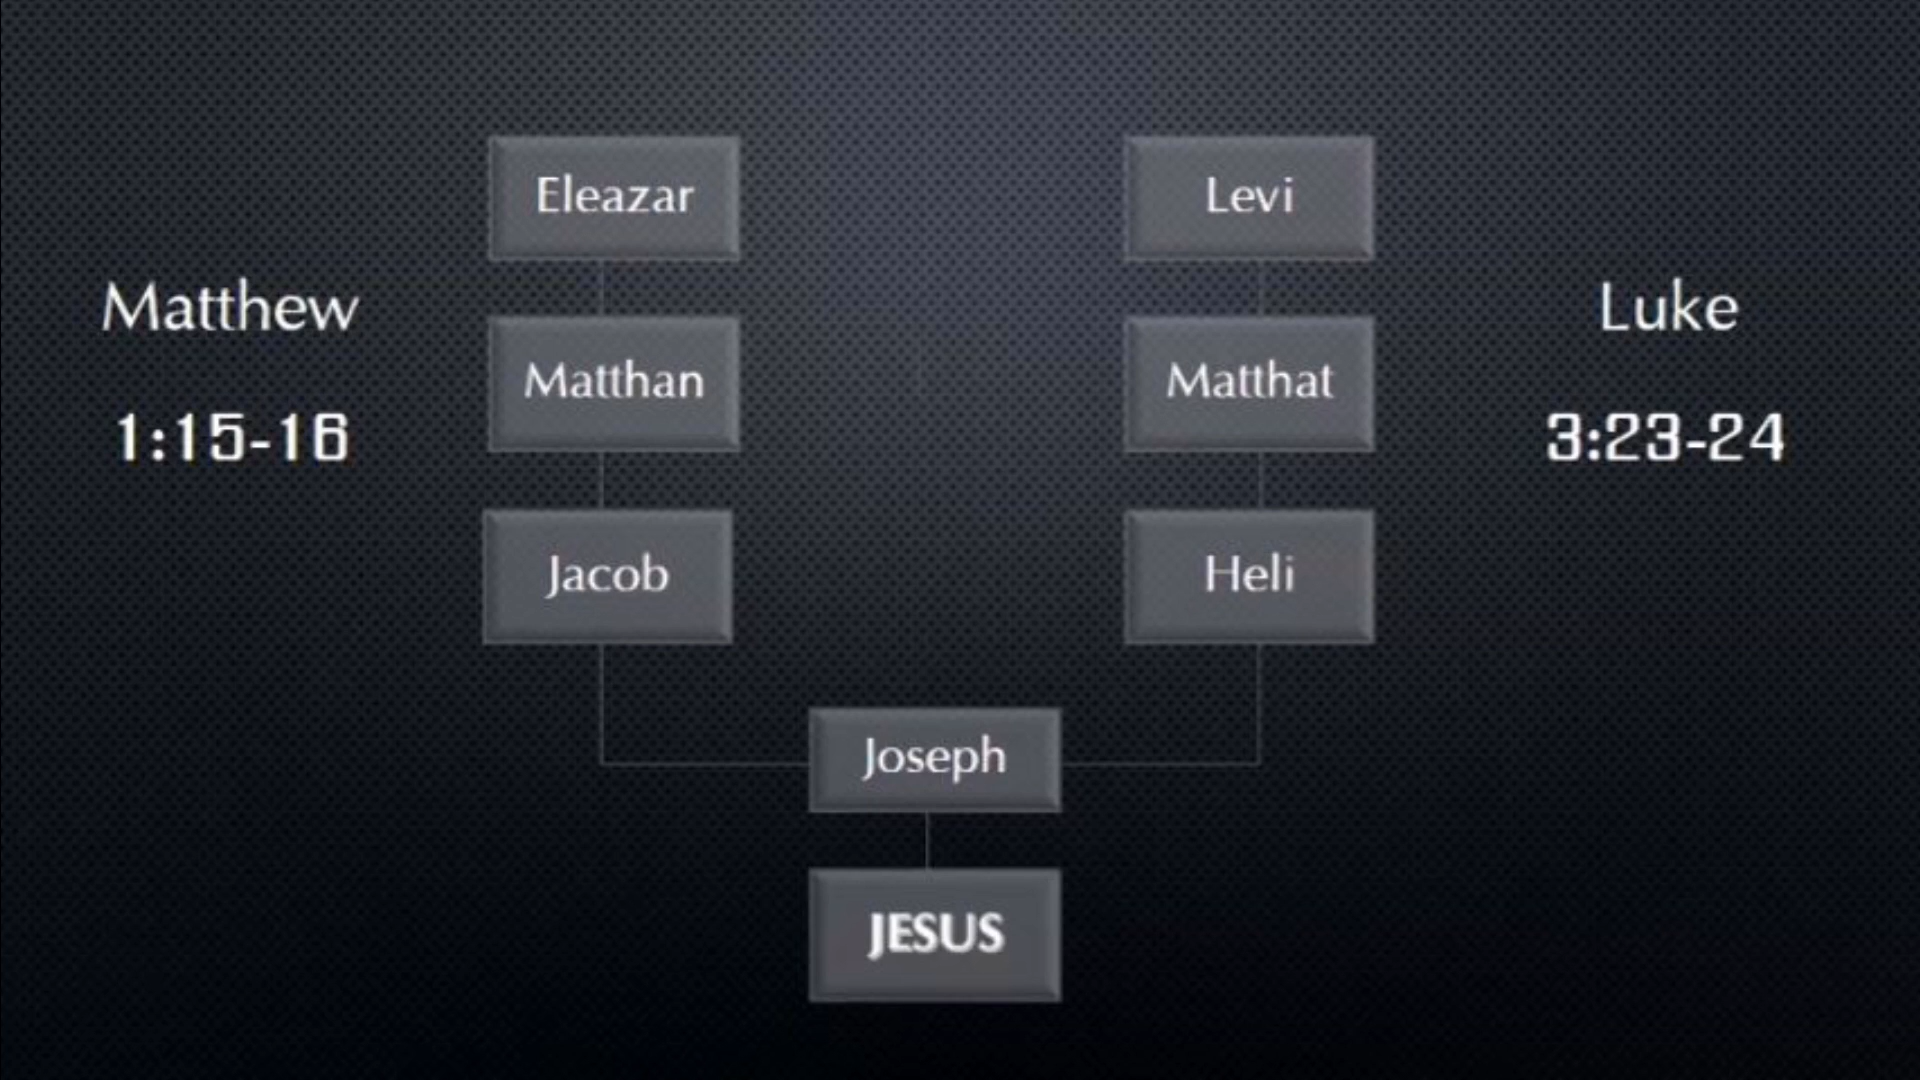 Matthew
1:15-16
Eleazar
Matthan
Jacob
Levi
Matthat
Heli
Luke
3:23-24
Joseph
JESUS